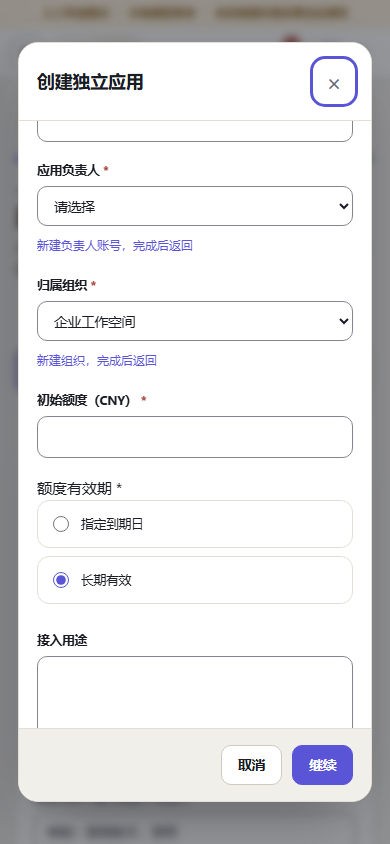 创建独立应用
×
应用负责人 *
请选择
新建负责人账号，完成后返回
归属组织 *
企业工作空间
新建组织，完成后返回
初始额度（CNY） *
额度有效期 *
指定到期日
长期有效
接入用途
取消
继续